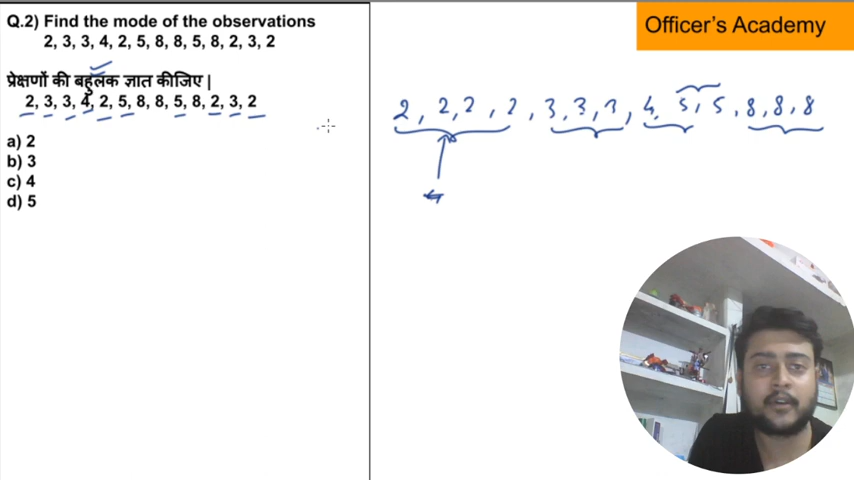 Q.2) Find the mode of the observations
2, 3, 3, 4, 2, 5, 8, 8, 5, 8, 2, 3, 2
प्रेक्षणों की बहुलक ज्ञात कीजिए |
2, 3, 3, 4, 2, 5, 8, 8, 5, 8, 2, 3, 2
a) 2
b) 3
c) 4
d) 5
Officer's Academy
2, 2, 2, 2, 3, 3, 3, 4, 5, 5, 8, 8, 8